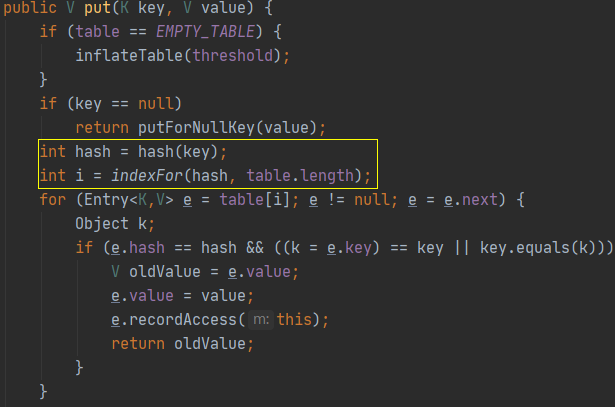 public V put(K key, V value) {
if (table == EMPTY_TABLE) {
inflateTable(threshold);
}
if (key == null)
return putForNullKey(value);
int hash = hash(key);
int i = indexFor(hash, table.length);
for (Entry<K,V> e = table[i]; e != null; e = e.next) {
Object k;
if (e.hash == hash && ((k = e.key) == key || key.equals(k)))
V oldValue = e.value;
e.value = value;
e.recordAccess( m: this);
return oldValue;
}
}